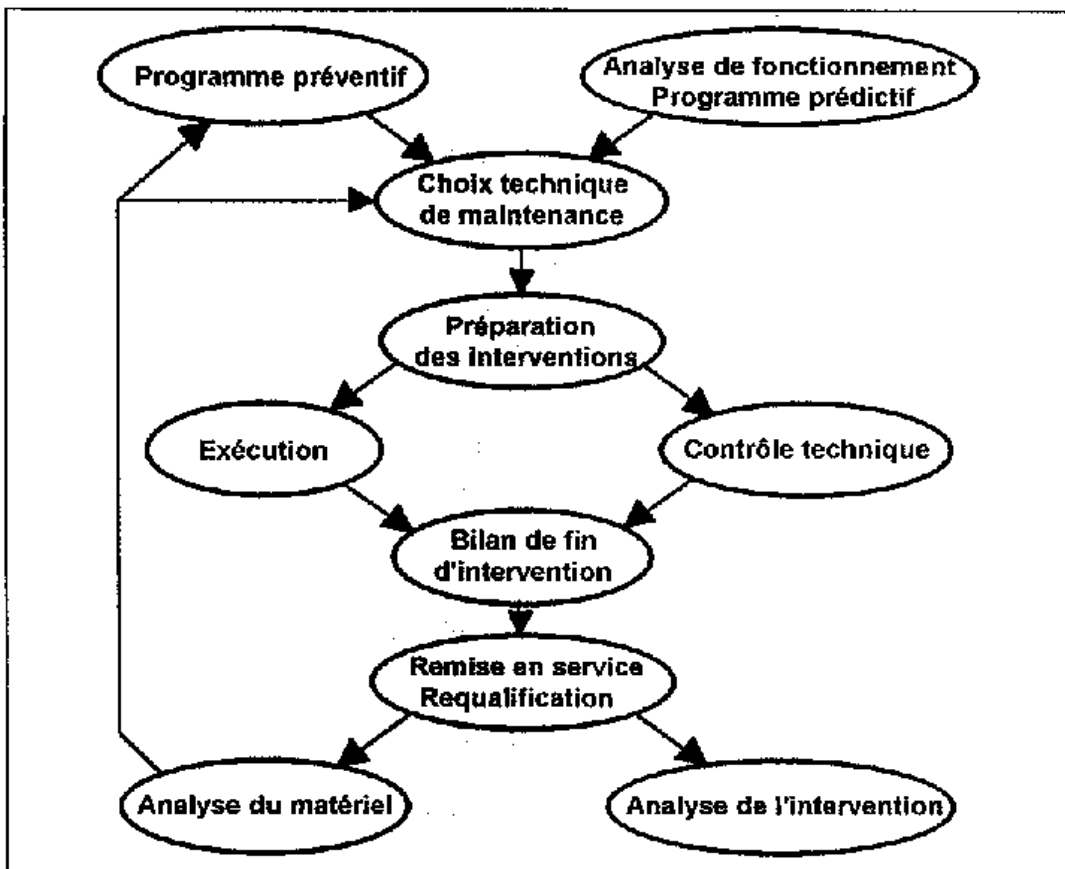 Programme préventif
Analyse de fonctionnement
Programme prédictif
Choix technique
de maintenance
Préparation
des interventions
Exécution
Contrôle technique
Bilan de fin
d'intervention
Remise en service
Requalification
Analyse du matériel
Analyse de l'intervention